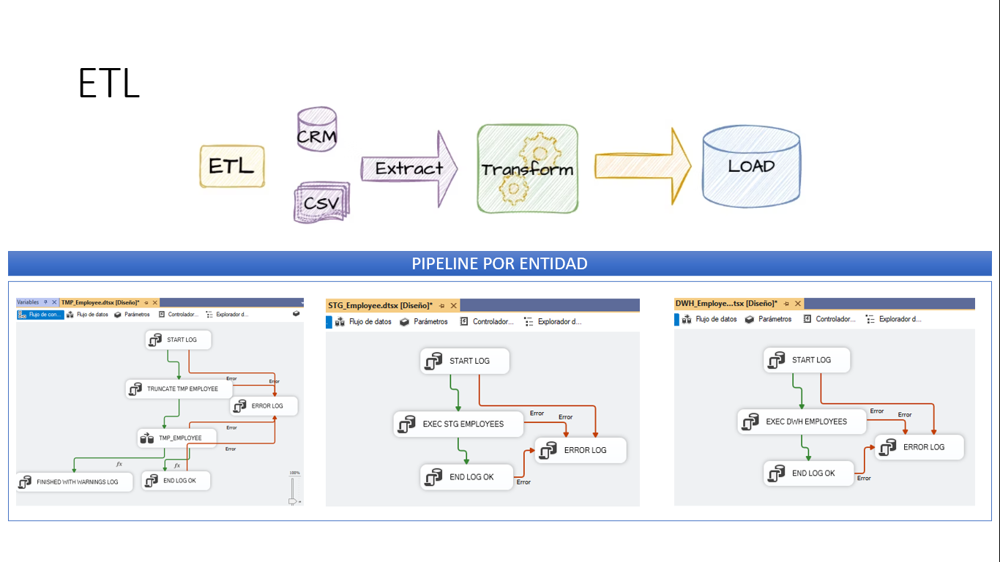 ETL
ETL
CRM
CSV
Extract
Transform
LOAD
PIPELINE POR ENTIDAD
Variables
TMP_Employee.dtsx [Diseño]*
Flujo de con...
Flujo de datos
Parámetros
Controlador...
Explorador d...
START LOG
Error
Error
TRUNCATE TMP EMPLOYEE
ERROR LOG
Error
TMP_EMPLOYEE
Error
fx
fx
FINISHED WITH WARNINGS LOG
END LOG OK
100%
STG_Employee.dtsx [Diseño]*
Flujo de datos
Parámetros
Controlador...
Explorador d...
START LOG
Error
Error
EXEC STG EMPLOYEES
ERROR LOG
END LOG OK
Error
DWH_Employe...tsx [Diseño]*
Flujo de datos
Parámetros
Controlador...
Explorador d...
START LOG
Error
Error
EXEC DWH EMPLOYEES
ERROR LOG
END LOG OK
Error